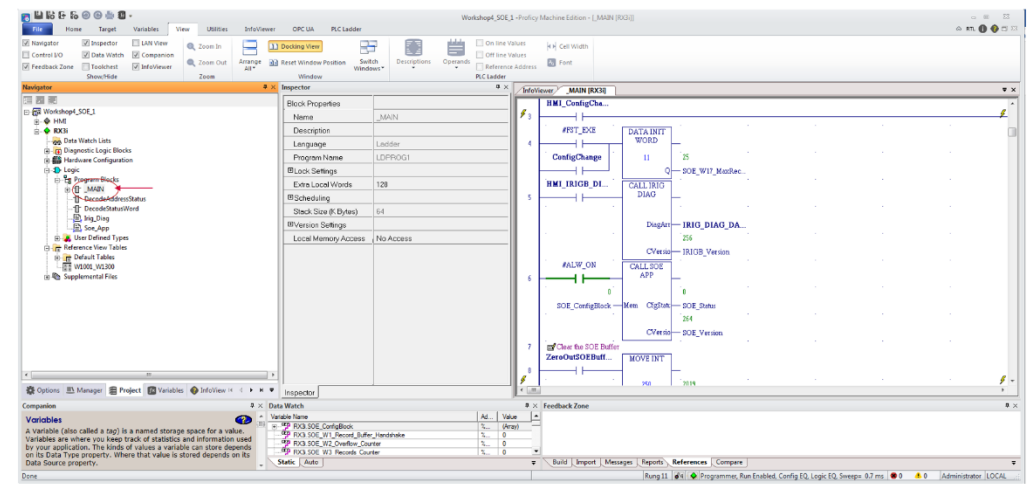 Workshop4_SOE_1 - Proficy Machine Edition - [_MAIN [RX3i]]
File Home Target Variables View Utilities InfoViewer OPC UA PLC Ladder
RTL
Navigator Inspector LAN View
Control I/O Data Watch Companion
Feedback Zone Toolchest InfoViewer
Show/Hide
Zoom In
Zoom Out
Zoom
Arrange All
Docking View
Reset Window Position
Switch Windows
Window
Descriptions
Operands
On line Values
Off line Values
Reference Address
Cell Width
Font
PLC Ladder
Navigator
Workshop4_SOE_1
HMI
RX3i
Data Watch Lists
Diagnostic Logic Blocks
Hardware Configuration
Logic
Program Blocks
_MAIN
DecodeAddressStatus
DecodeStatusWord
Irig_Diag
Soe_App
User Defined Types
Reference View Tables
Default Tables
W1001_W1300
Supplemental Files
Options Manager Project Variables InfoView
Inspector
Block Properties
Name _MAIN
Description
Language Ladder
Program Name LDPROG1
Lock Settings
Extra Local Words 128
Scheduling
Stack Size (K Bytes) 64
Version Settings
Local Memory Access No Access
Inspector
InfoViewer _MAIN [RX3i]
HMI_ConfigCha...
3
#FST_EXE
DATA INIT
WORD
4
ConfigChange
11
25
Q
SOE_W17_MaxRec...
HMI_IRIGB_DI...
CALL IRIG
DIAG
5
DiagArr
IRIG_DIAG_DA...
256
CVersio
IRIGB_Version
#ALW_ON
CALL SOE
APP
6
0
0
SOE_ConfigBlock
Mem
CfgStat
SOE_Status
264
CVersio
SOE_Version
7
Clear the SOE Buffer
ZeroOutSOEBuff...
MOVE INT
8
350
2019
Companion
Variables
A Variable (also called a tag) is a named storage space for a value.
Variables are where you keep track of statistics and information used
by your application. The kinds of values a variable can store depends
on its Data Type property. Where that value is stored depends on its
Data Source property.
Data Watch
Variable Name Ad... Value
RX3i.SOE_ConfigBlock %... (Array)
RX3i.SOE_W1_Record_Buffer_Handshake %... 0
RX3i.SOE_W2_Overflow_Counter %... 0
RX3i.SOE_W3_Records_Counter %... 0
Static Auto
Feedback Zone
Build Import Messages Reports References Compare
Done
Rung 11
Programmer, Run Enabled, Config EQ, Logic EQ, Sweep= 0.7 ms
0
0
Administrator
LOCAL